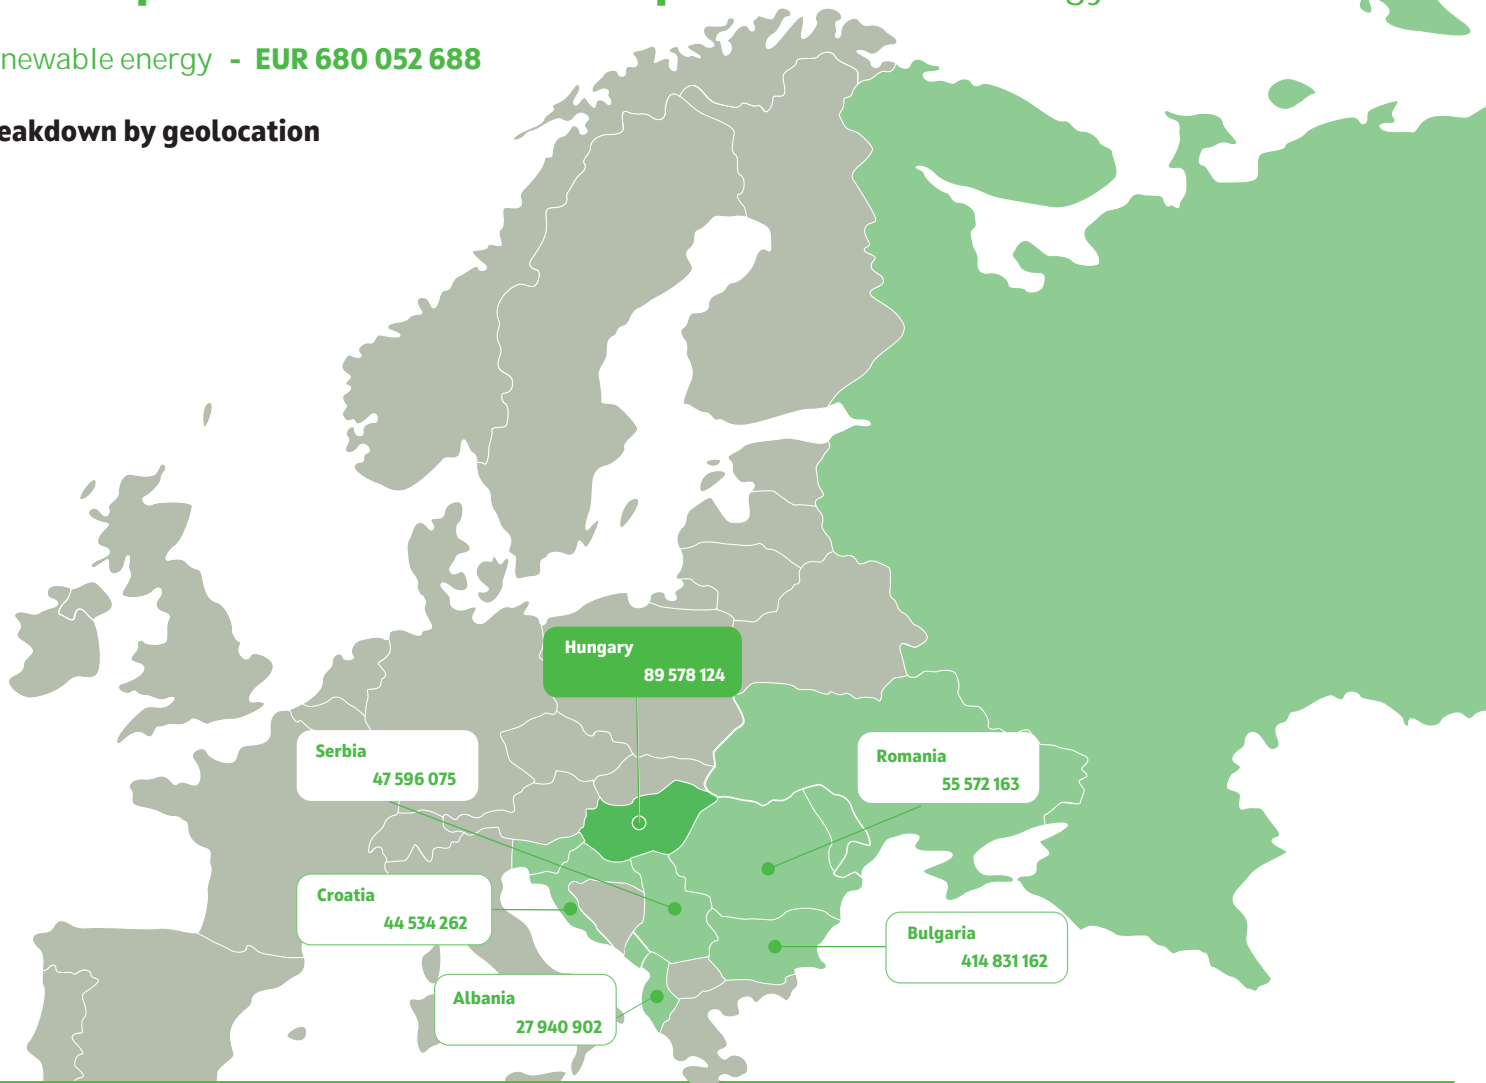 newable energy - EUR 680 052 688
eakdown by geolocation
Hungary
89 578 124
Serbia
47 596 075
Romania
55 572 163
Croatia
44 534 262
Bulgaria
414 831 162
Albania
27 940 902